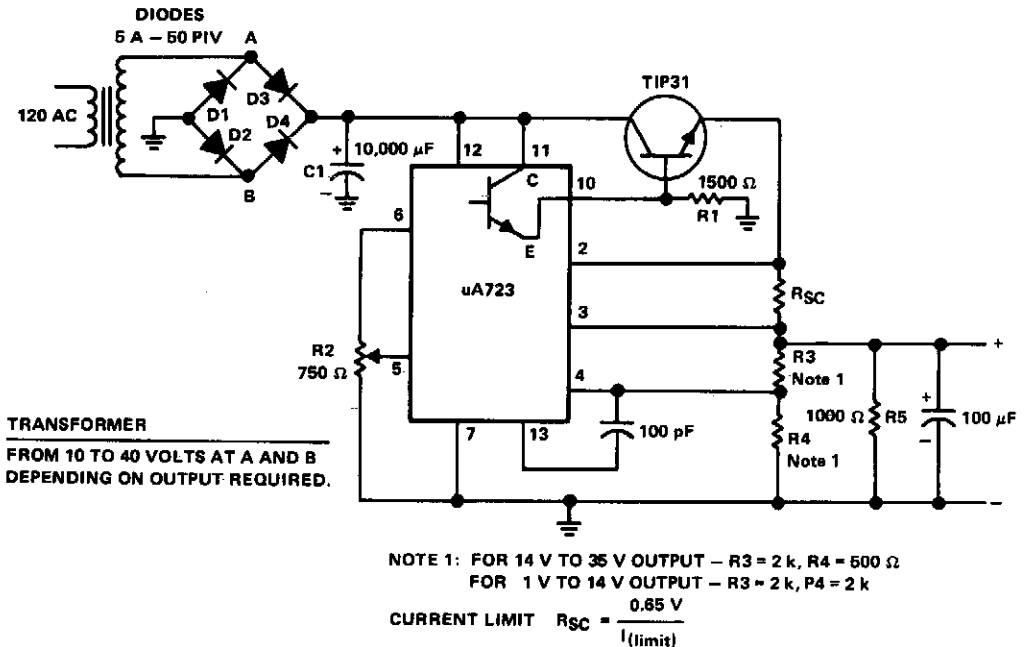 DIODES
5 A – 50 PIV
A
120 AC
D1
D3
D2
D4
B
+
10,000 µF
C1
–
TIP31
12
11
C
10
1500 Ω
R1
E
6
2
uA723
RSC
3
R2
750 Ω
5
4
R3
Note 1
+
1000 Ω
R5
+
–
100 µF
R4
Note 1
7
13
100 pF
–
TRANSFORMER
FROM 10 TO 40 VOLTS AT A AND B
DEPENDING ON OUTPUT REQUIRED.
NOTE 1: FOR 14 V TO 35 V OUTPUT – R3 = 2 k, R4 = 500 Ω
FOR 1 V TO 14 V OUTPUT – R3 = 2 k, P4 = 2 k
CURRENT LIMIT RSC = 0.65 V
I(limit)